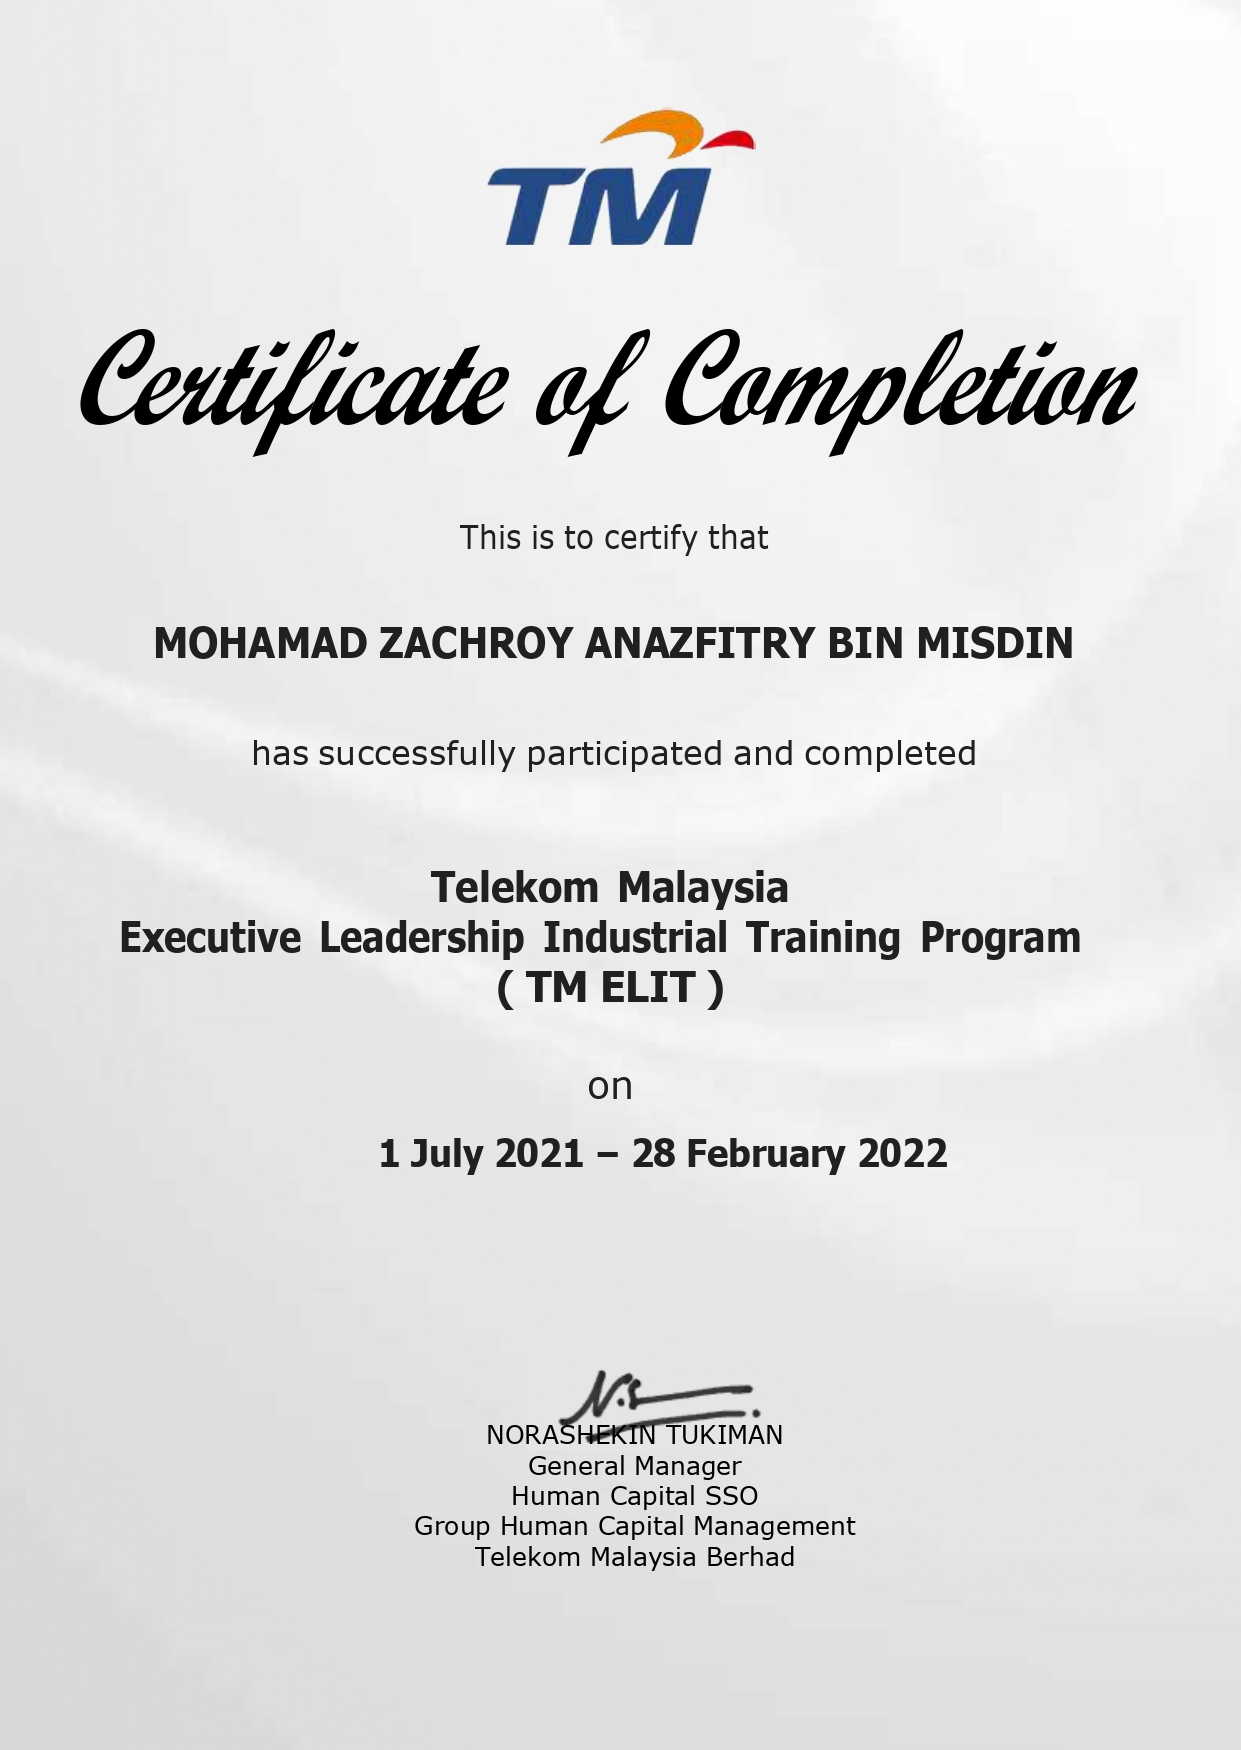 TM
Certificate of Completion
This is to certify that
MOHAMAD ZACHROY ANAZFITRY BIN MISDIN
has successfully participated and completed
Telekom Malaysia
Executive Leadership Industrial Training Program
( TM ELIT )
on
1 July 2021 – 28 February 2022
N.S
NORASHEKIN TUKIMAN
General Manager
Human Capital SSO
Group Human Capital Management
Telekom Malaysia Berhad